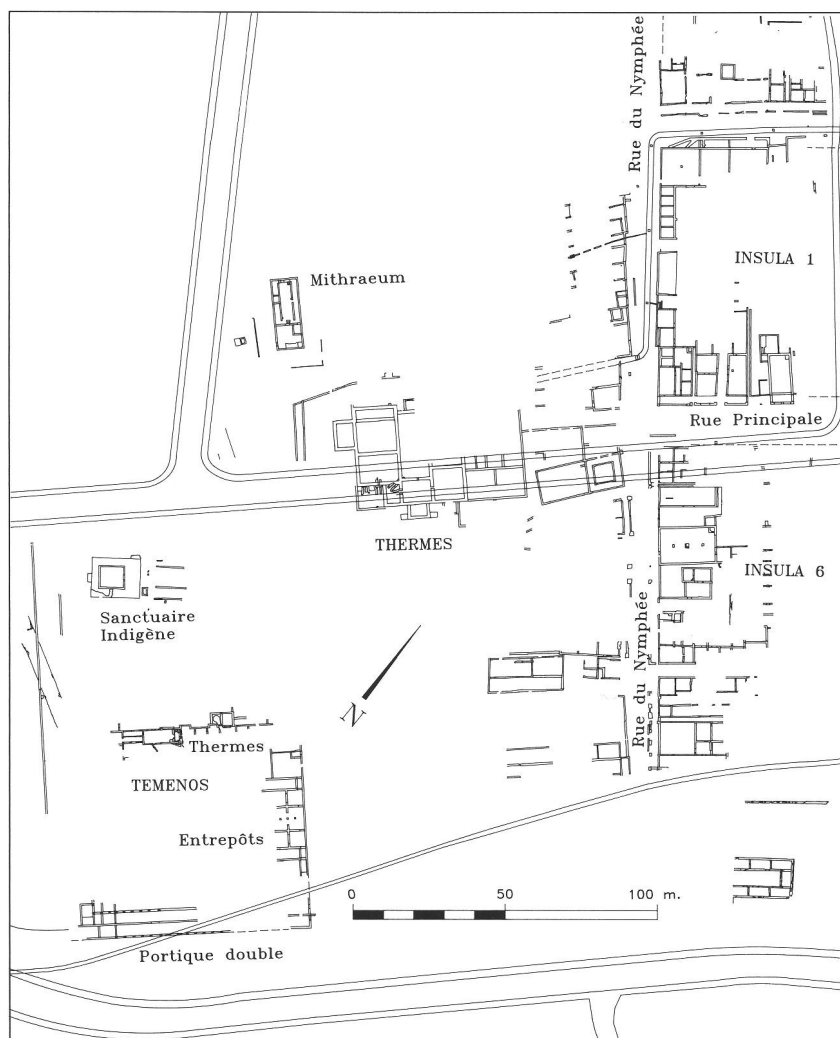 Rue du Nymphée
INSULA 1
Mithraeum
Rue Principale
THERMES
INSULA 6
Sanctuaire
Indigène
Rue du Nymphée
N
Thermes
TEMENOS
Entrepôts
0 50 100 m.
Portique double